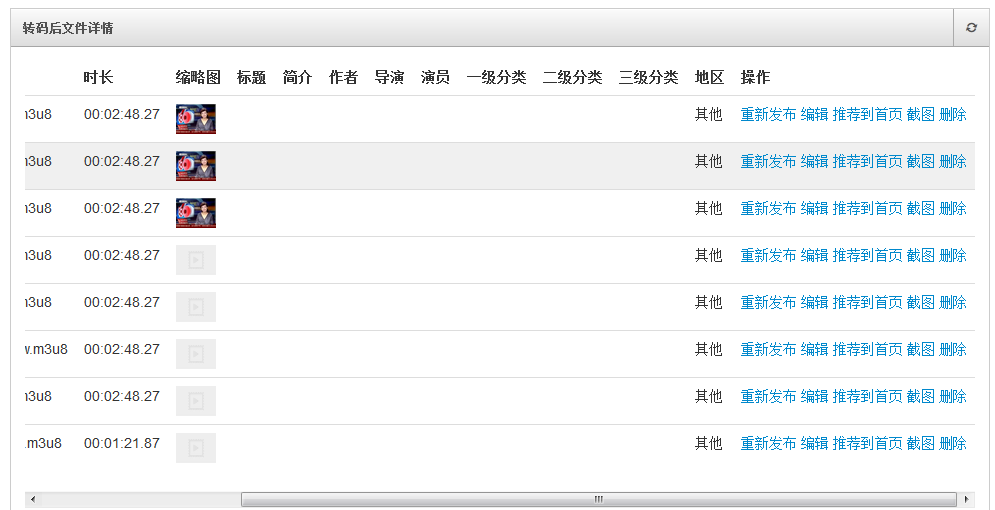 转码后文件详情
时长 缩略图 标题 简介 作者 导演 演员 一级分类 二级分类 三级分类 地区 操作
m3u8 00:02:48.27 其他 重新发布 编辑 推荐到首页 截图 删除
m3u8 00:02:48.27 其他 重新发布 编辑 推荐到首页 截图 删除
m3u8 00:02:48.27 其他 重新发布 编辑 推荐到首页 截图 删除
m3u8 00:02:48.27 其他 重新发布 编辑 推荐到首页 截图 删除
m3u8 00:02:48.27 其他 重新发布 编辑 推荐到首页 截图 删除
w.m3u8 00:02:48.27 其他 重新发布 编辑 推荐到首页 截图 删除
m3u8 00:02:48.27 其他 重新发布 编辑 推荐到首页 截图 删除
.m3u8 00:01:21.87 其他 重新发布 编辑 推荐到首页 截图 删除